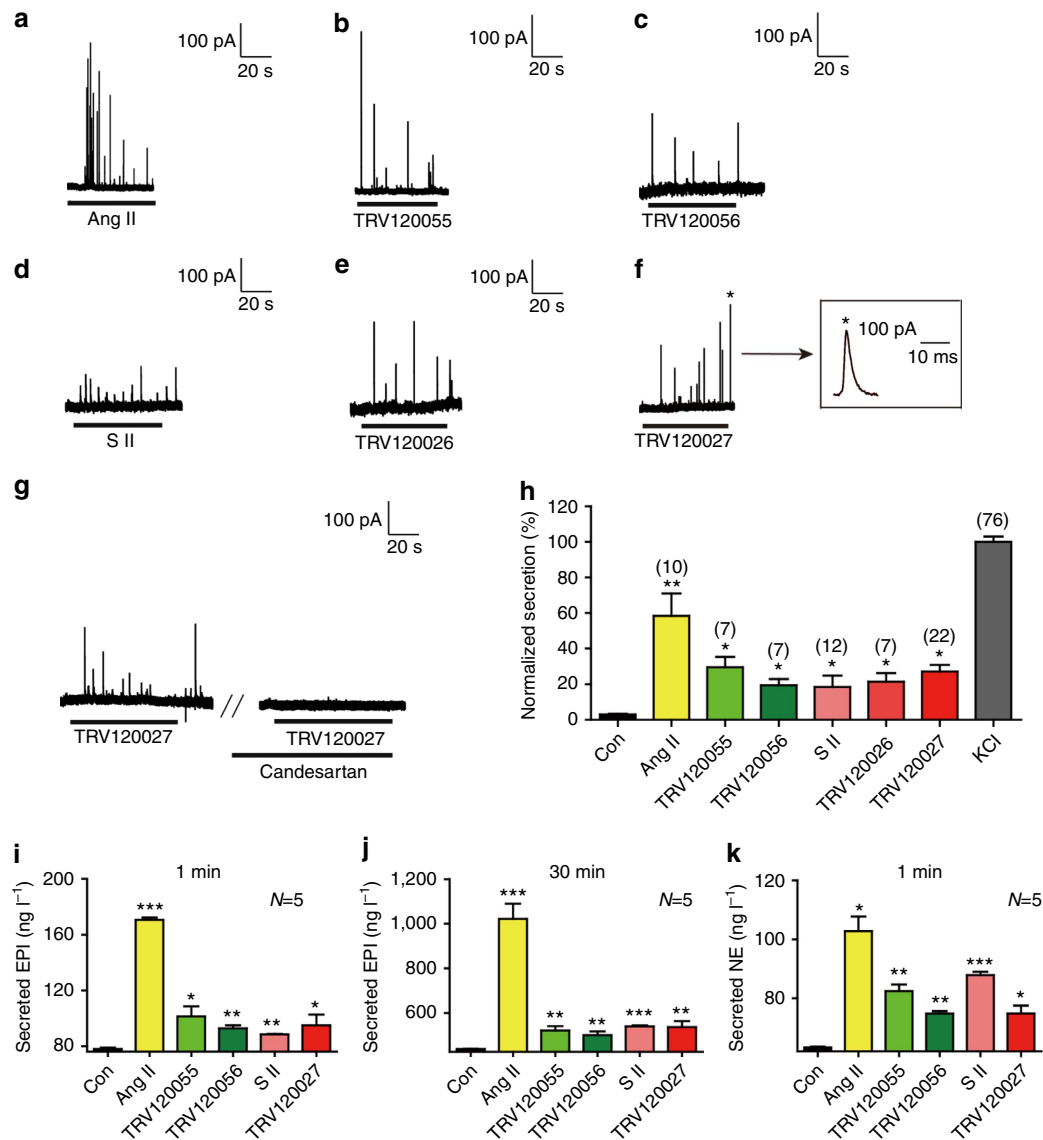 a
100 pA
20 s
Ang II
b
100 pA
20 s
TRV120055
c
100 pA
20 s
TRV120056
d
100 pA
20 s
S II
e
100 pA
20 s
TRV120026
f
*
TRV120027
*
100 pA
10 ms
g
100 pA
20 s
TRV120027
//
TRV120027
Candesartan
h
Normalized secretion (%)
120
100
80
60
40
20
0
(10)
**
(7)
*
(7)
*
(12)
*
(7)
*
(22)
*
(76)
Con
Ang II
TRV120055
TRV120056
S II
TRV120026
TRV120027
KCl
i
1 min
N=5
Secreted EPI (ng l⁻¹)
200
160
120
80
***
*
**
**
*
Con
Ang II
TRV120055
TRV120056
S II
TRV120027
j
30 min
N=5
Secreted EPI (ng l⁻¹)
1,200
1,000
800
600
***
**
**
***
**
Con
Ang II
TRV120055
TRV120056
S II
TRV120027
k
1 min
N=5
Secreted NE (ng l⁻¹)
120
100
80
*
**
**
***
*
Con
Ang II
TRV120055
TRV120056
S II
TRV120027